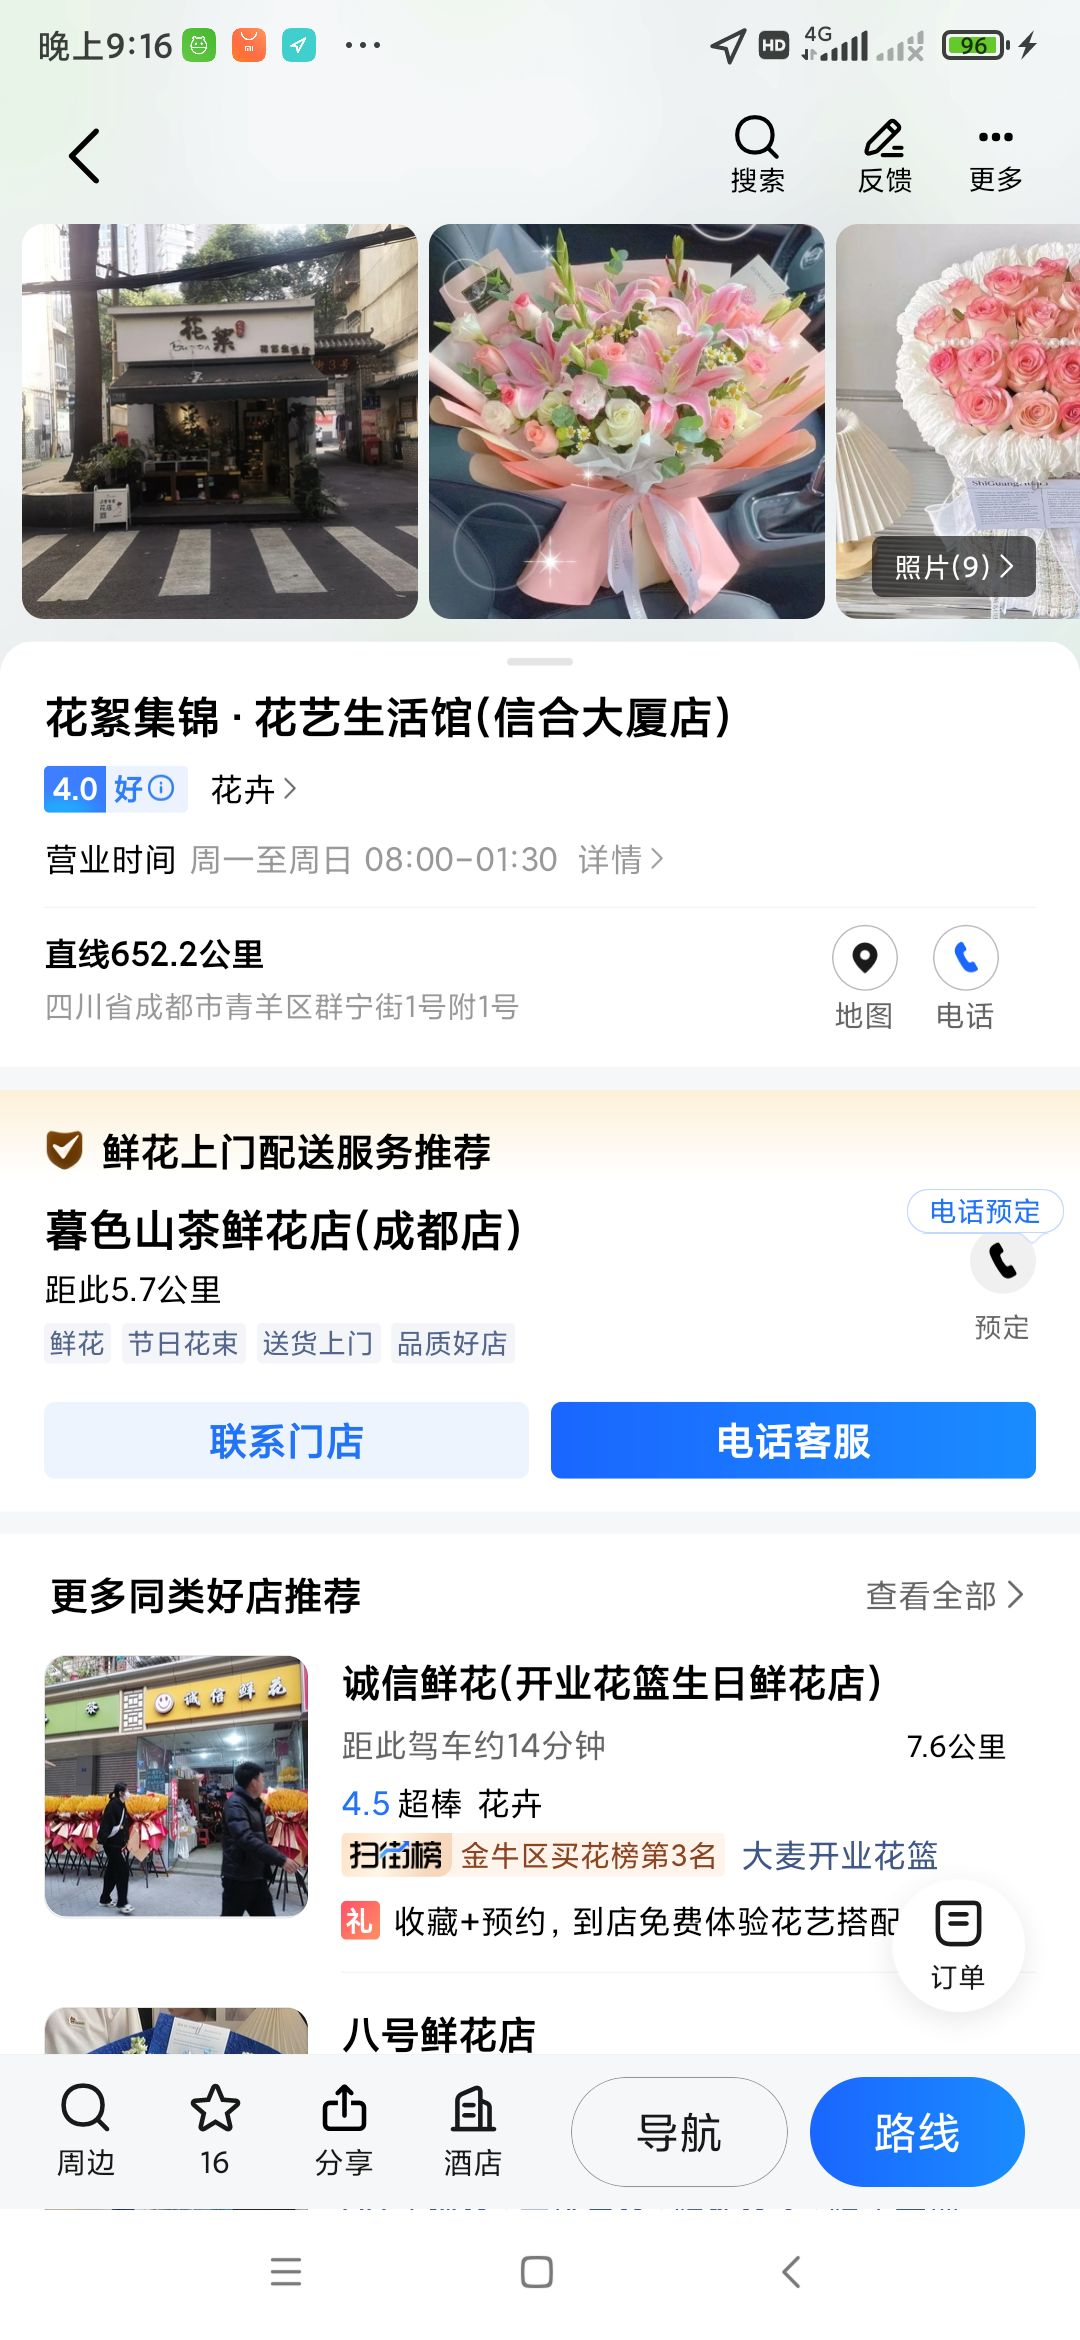 晚上9:16
HD 4G 96
搜索 反馈 更多
花絮
ShiGuang
照片(9)
花絮集锦·花艺生活馆(信合大厦店)
4.0 好 花卉
营业时间 周一至周日 08:00-01:30 详情
直线652.2公里
四川省成都市青羊区群宁街1号附1号
地图 电话
鲜花上门配送服务推荐
暮色山茶鲜花店(成都店)
电话预定
距此5.7公里
预定
鲜花 节日花束 送货上门 品质好店
联系门店 电话客服
更多同类好店推荐 查看全部
茶 诚信鲜花
诚信鲜花(开业花篮生日鲜花店)
距此驾车约14分钟 7.6公里
4.5 超棒 花卉
扫街榜 金牛区买花榜第3名 大麦开业花篮
礼 收藏+预约，到店免费体验花艺搭配
订单
八号鲜花店
周边 16 分享 酒店 导航 路线